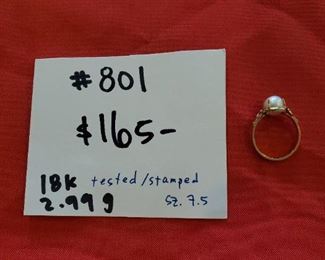 #801
$165-
18K tested/stamped
2.99g sz. 7.5